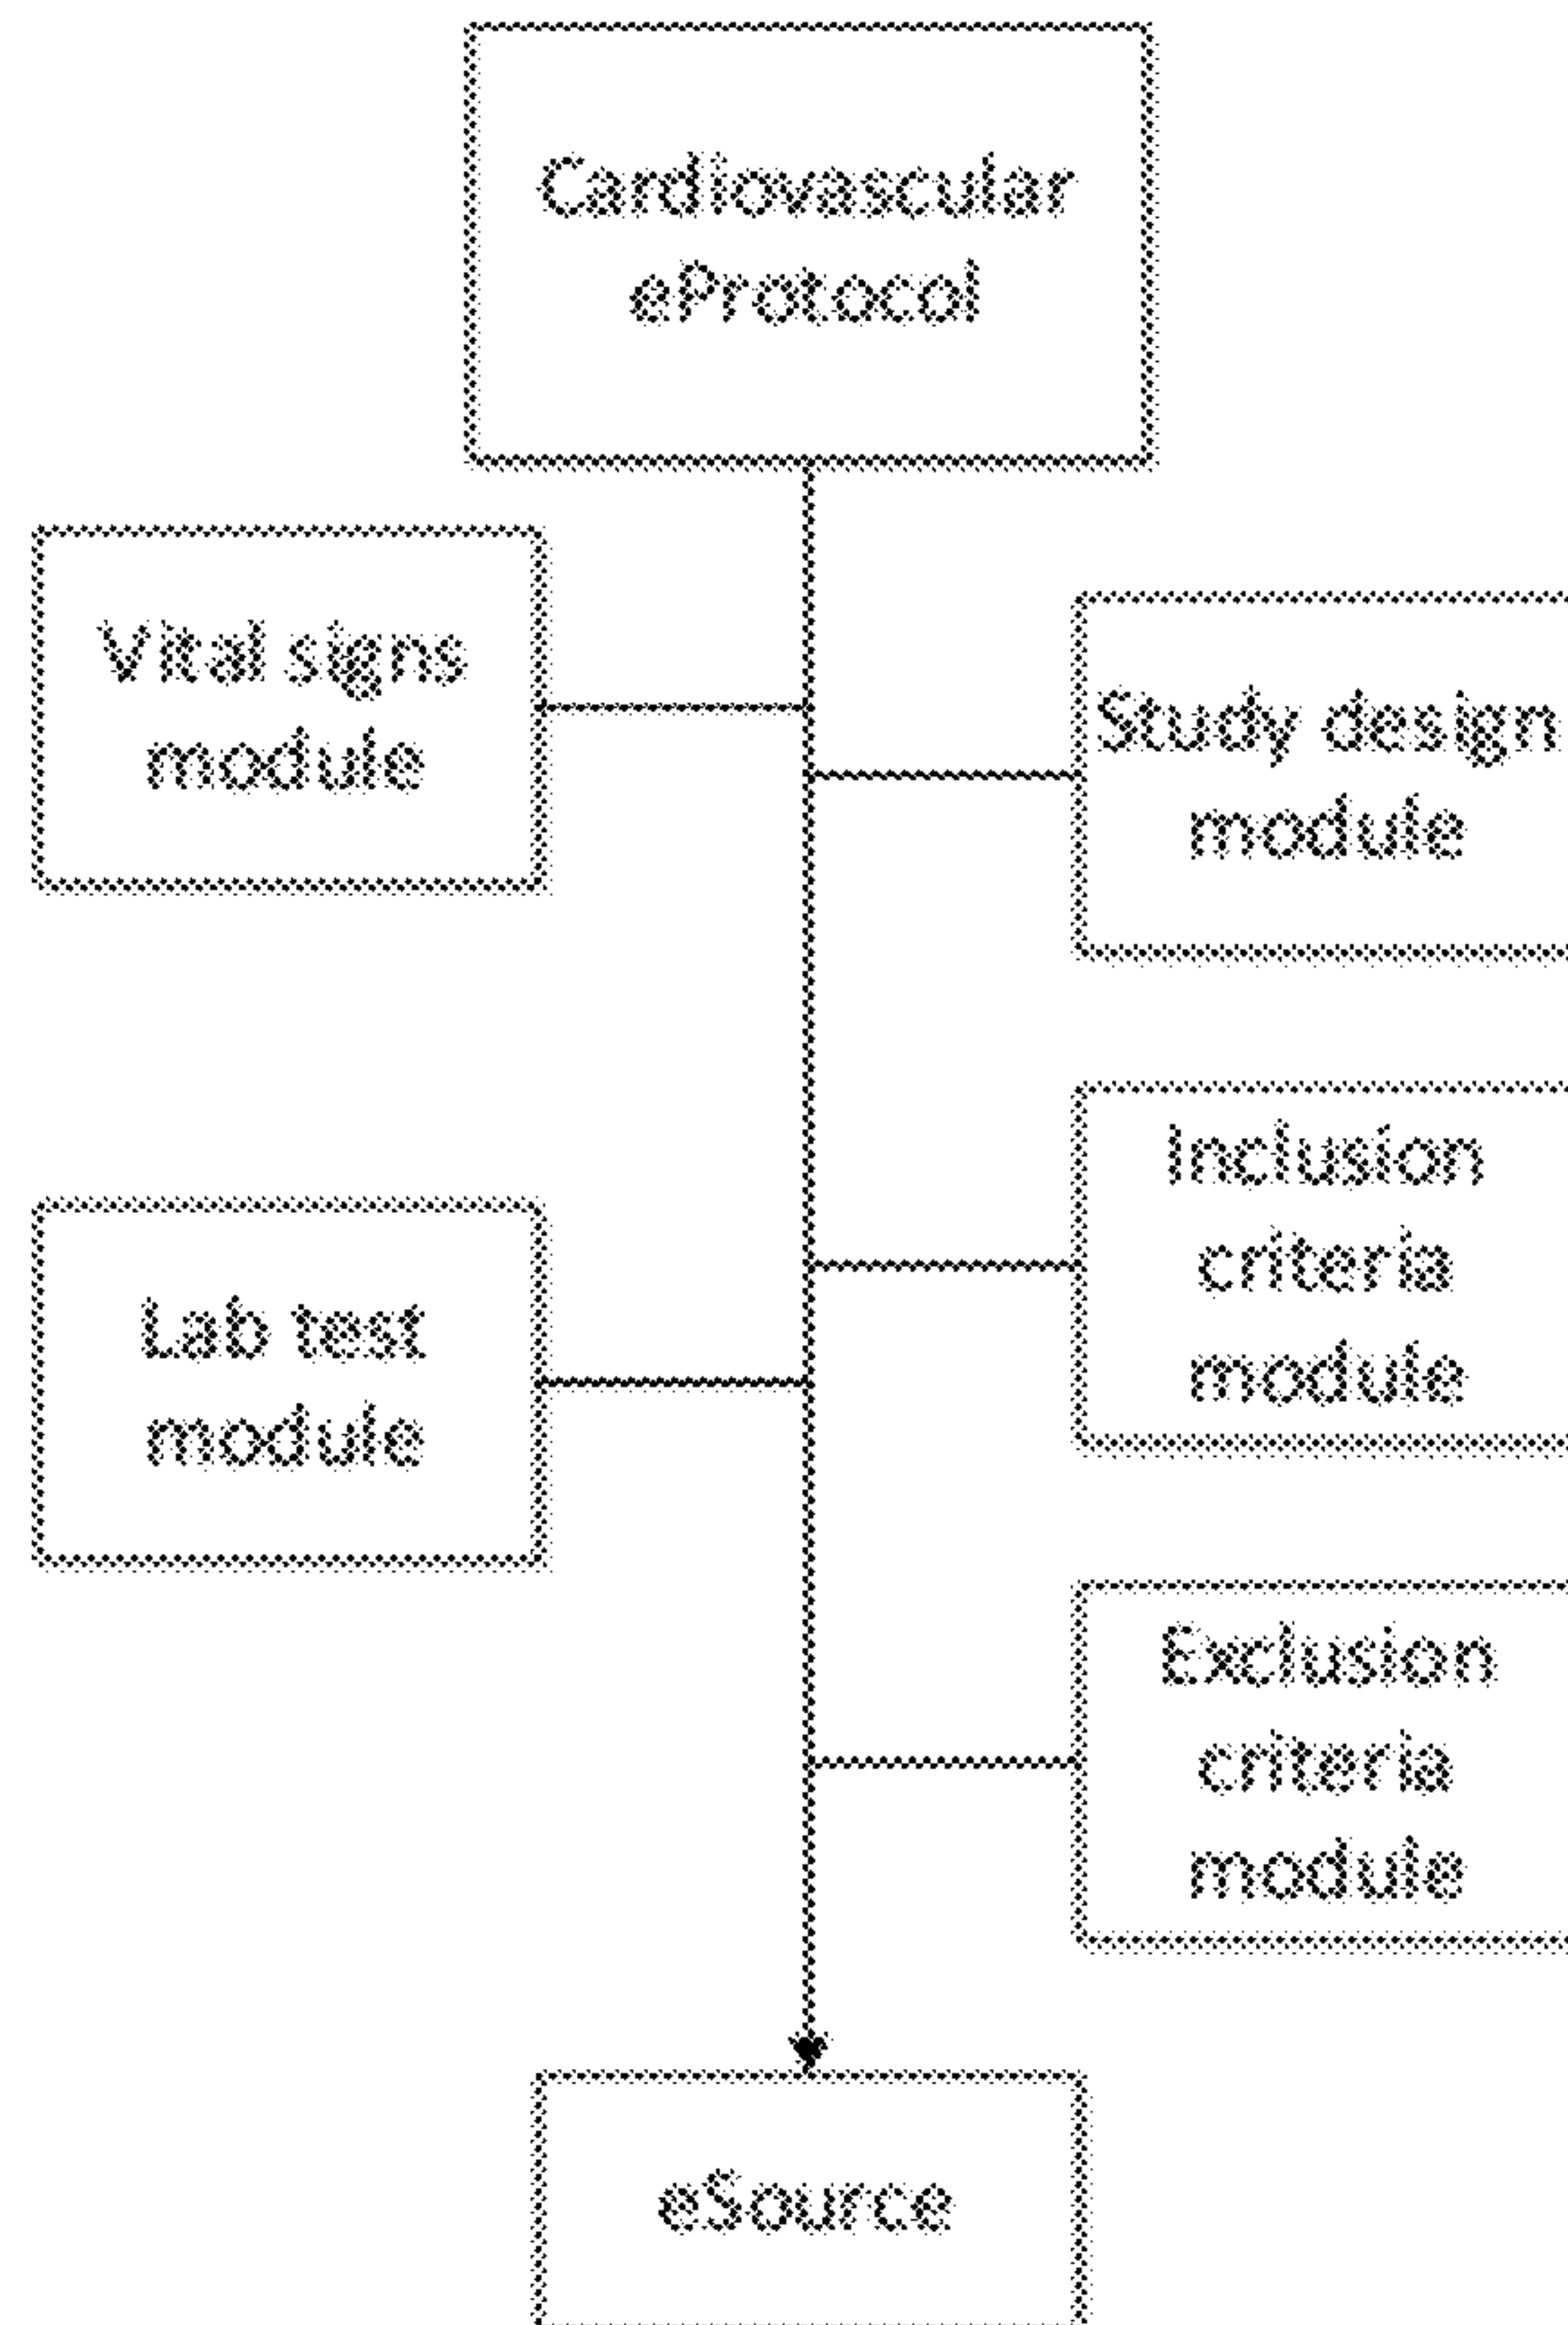 Cardiovascular
eProtocol
Vital signs
module
Study design
module
Inclusion
criteria
module
Lab test
module
Exclusion
criteria
module
eSource